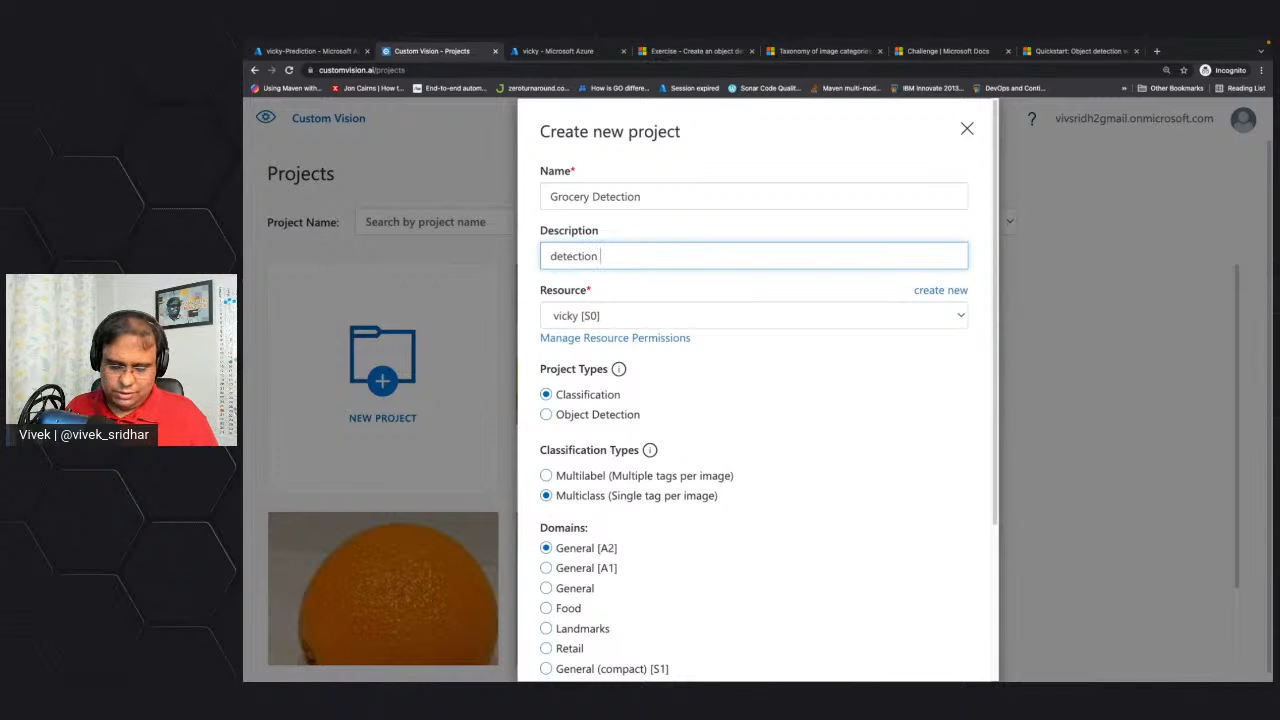 vicky-Prediction - Microsoft A
Custom Vision - Projects
vicky - Microsoft Azure
Exercise - Create an object de
Taxonomy of image categories
Challenge | Microsoft Docs
Quickstart: Object detection w
customvision.ai/projects
Incognito
Using Maven with...
Jon Cairns | How t...
End-to-end autom...
zeroturnaround.co...
How is GO differe...
Session expired
Sonar Code Qualit...
Maven multi-mod...
IBM Innovate 2013...
DevOps and Conti...
Other Bookmarks
Reading List
Custom Vision
? vivsridh2gmail.onmicrosoft.com
Projects
Project Name: Search by project name
NEW PROJECT
Create new project
Name*
Grocery Detection
Description
detection
Resource* create new
vicky [S0]
Manage Resource Permissions
Project Types i
Classification
Object Detection
Classification Types i
Multilabel (Multiple tags per image)
Multiclass (Single tag per image)
Domains:
General [A2]
General [A1]
General
Food
Landmarks
Retail
General (compact) [S1]
Vivek | @vivek_sridhar